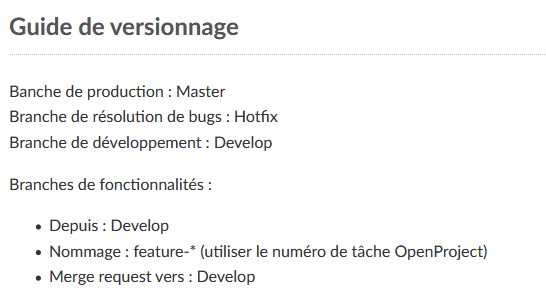 Guide de versionnage
Banche de production : Master
Branche de résolution de bugs : Hotfix
Branche de développement : Develop
Branches de fonctionnalités :
• Depuis : Develop
• Nommage : feature-* (utiliser le numéro de tâche OpenProject)
• Merge request vers : Develop